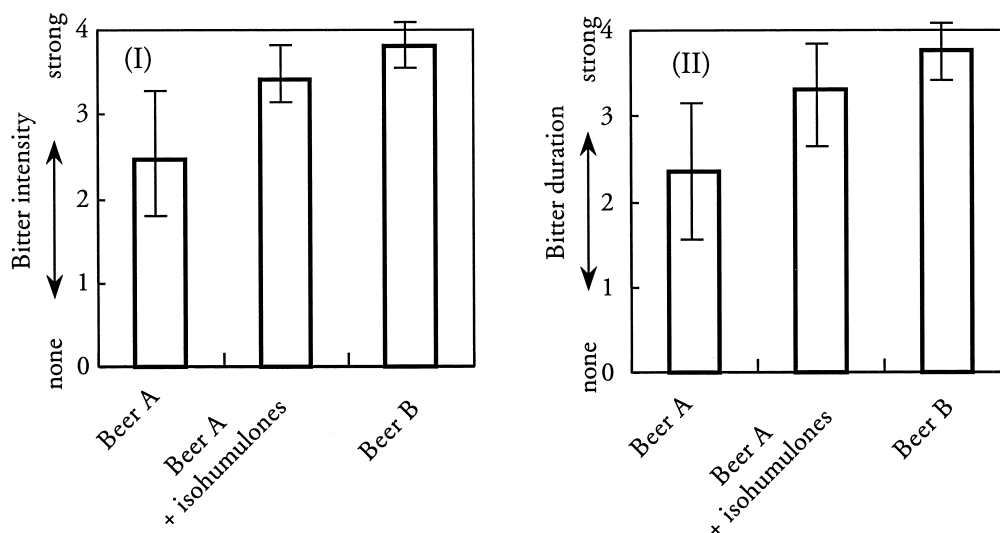 (I)
Bitter intensity
strong
none
4
3
2
1
0
Beer A
Beer A
+ isohumulones
Beer B
(II)
Bitter duration
strong
none
4
3
2
1
0
Beer A
Beer A
+ isohumulones
Beer B